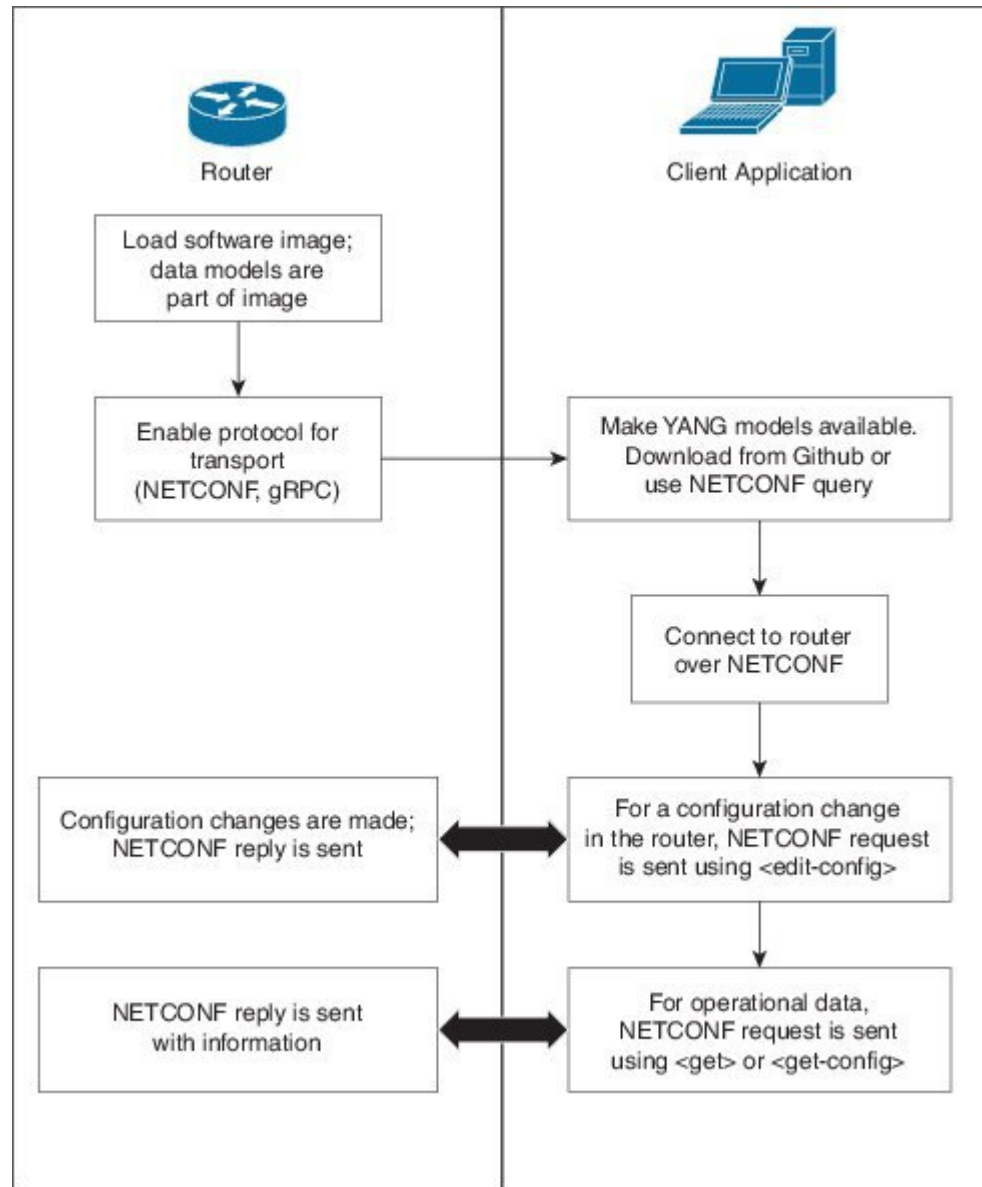 Router
Client Application
Load software image;
data models are
part of image
Enable protocol for
transport
(NETCONF, gRPC)
Make YANG models available.
Download from Github or
use NETCONF query
Connect to router
over NETCONF
Configuration changes are made;
NETCONF reply is sent
For a configuration change
in the router, NETCONF request
is sent using <edit-config>
NETCONF reply is sent
with information
For operational data,
NETCONF request is sent
using <get> or <get-config>